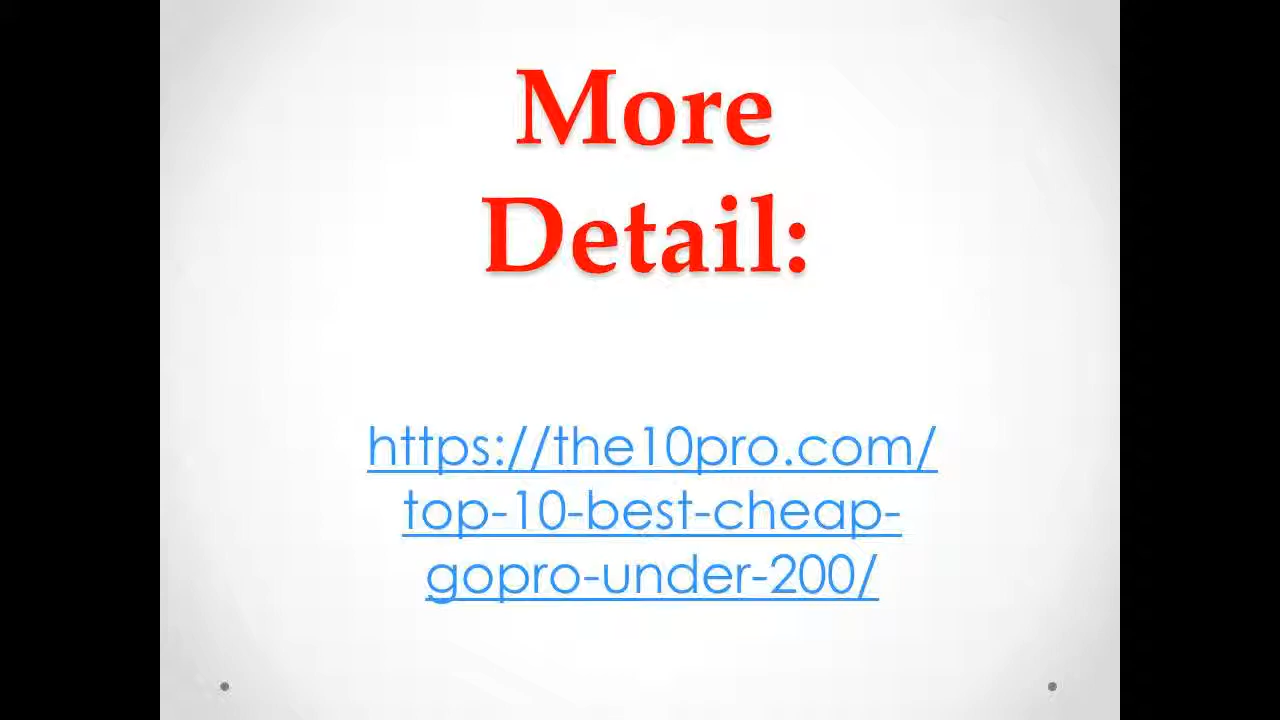 More
Detail:
https://the10pro.com/
top-10-best-cheap-
gopro-under-200/